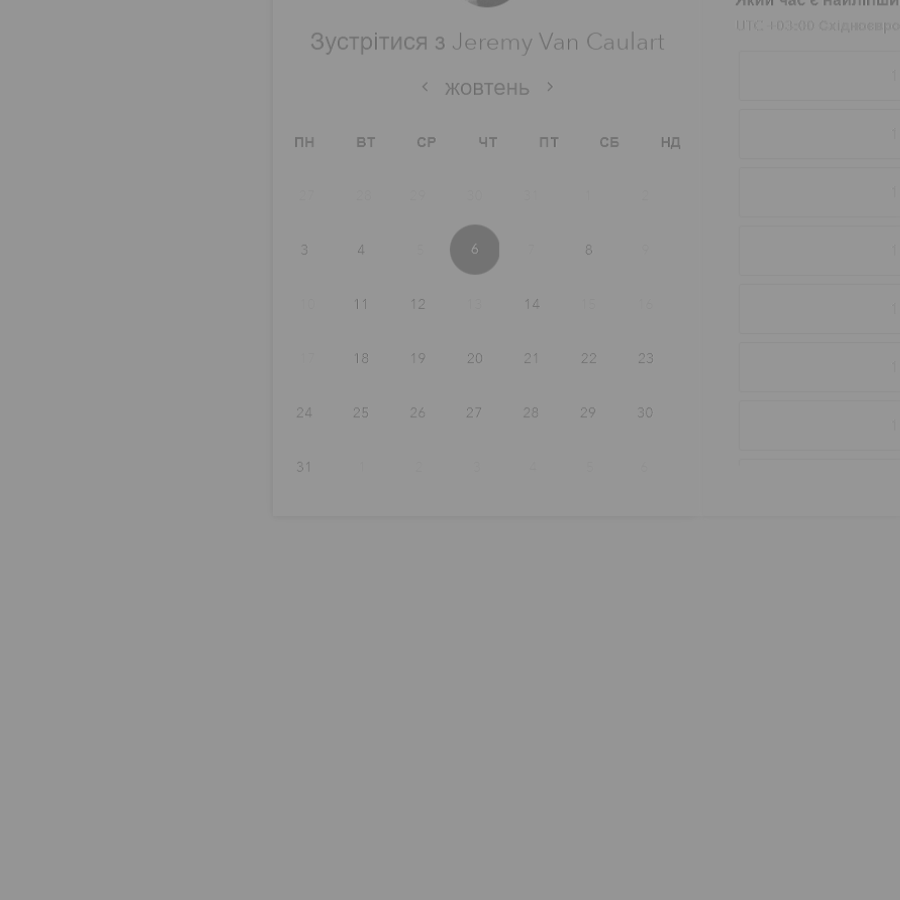 Який час є найліпши
UTC +03:00 Східноєвро
Зустрітися з Jeremy Van Caulart
< жовтень >
ПН ВТ СР ЧТ ПТ СБ НД
27 28 29 30 31 1 2
3 4 5 6 7 8 9
10 11 12 13 14 15 16
17 18 19 20 21 22 23
24 25 26 27 28 29 30
31 1 2 3 4 5 6